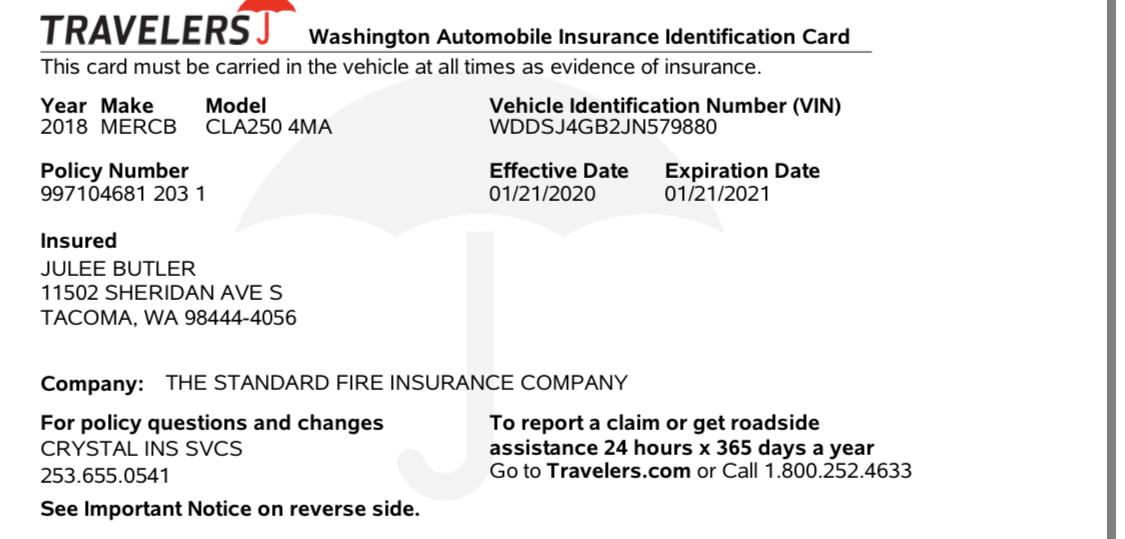 TRAVELERS
Washington Automobile Insurance Identification Card
This card must be carried in the vehicle at all times as evidence of insurance.
Year Make Model Vehicle Identification Number (VIN)
2018 MERCB CLA250 4MA WDDSJ4GB2JN579880
Policy Number Effective Date Expiration Date
997104681 203 1 01/21/2020 01/21/2021
Insured
JULEE BUTLER
11502 SHERIDAN AVE S
TACOMA, WA 98444-4056
Company: THE STANDARD FIRE INSURANCE COMPANY
For policy questions and changes
CRYSTAL INS SVCS
253.655.0541
To report a claim or get roadside
assistance 24 hours x 365 days a year
Go to Travelers.com or Call 1.800.252.4633
See Important Notice on reverse side.